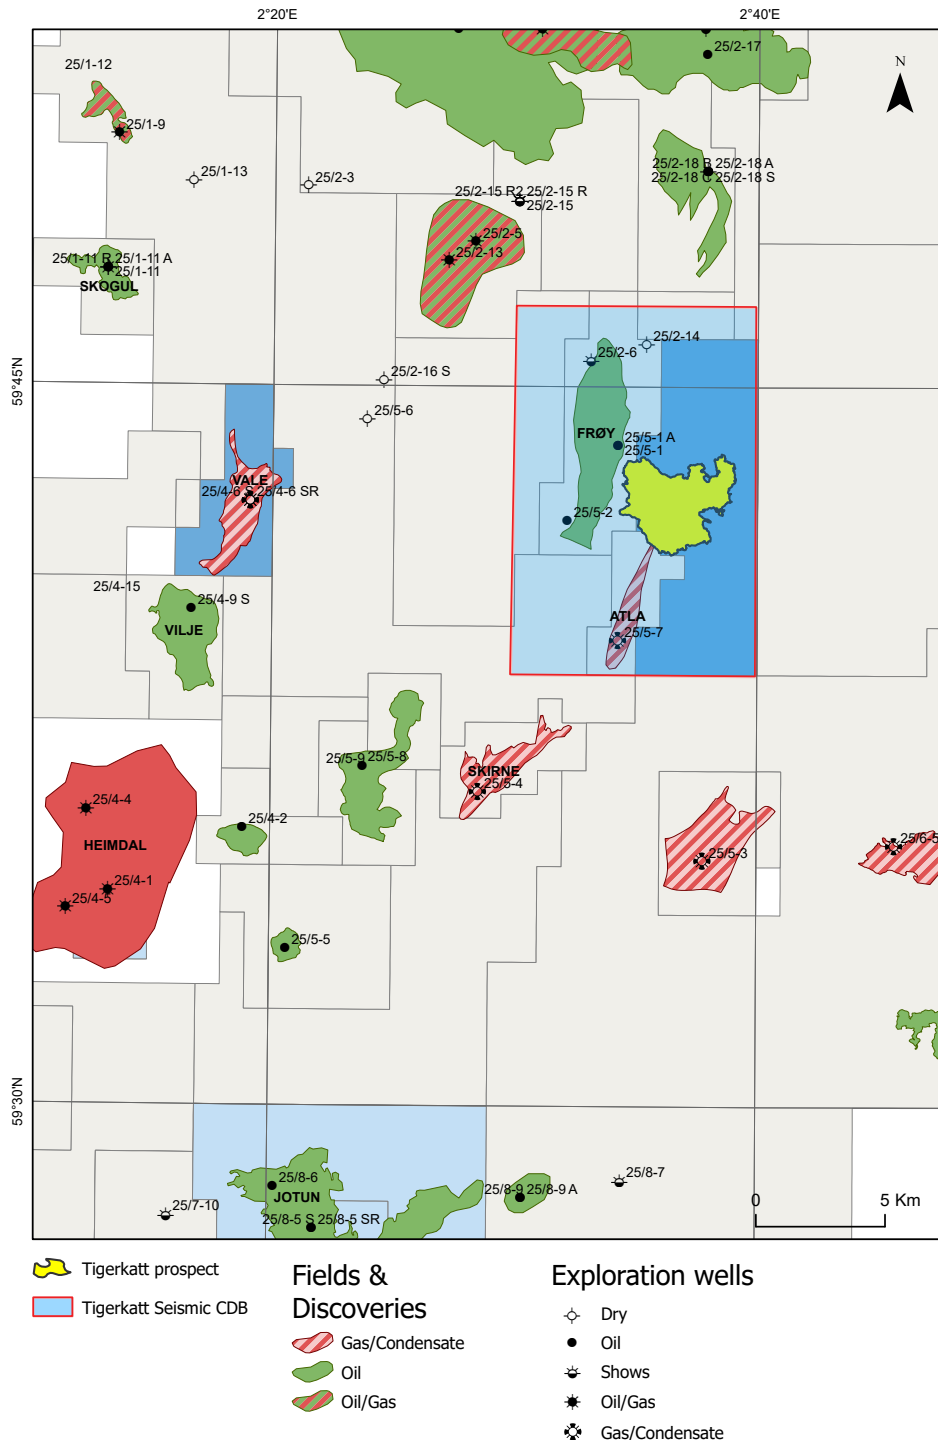 2°20'E
2°40'E
N
25/2-17
25/1-12
25/1-9
25/1-13
25/2-3
25/2-18 B 25/2-18 A
25/2-18 C 25/2-18 S
25/2-15 R2 25/2-15 R
25/2-15
25/2-5
25/2-13
25/1-11 R 25/1-11 A
25/1-11
SKOGUL
25/2-14
25/2-6
25/2-16 S
59°45'N
25/5-6
FRØY
25/5-1 A
25/5-1
VALE
25/4-6 S 25/4-6 SR
25/5-2
25/4-15
25/4-9 S
VILJE
ATLA
25/5-7
25/5-9 25/5-8
SKIRNE
25/5-4
25/4-4
25/4-2
HEIMDAL
25/5-3
25/6-5
25/4-1
25/4-5
25/5-5
59°30'N
25/8-6
JOTUN
25/8-9 25/8-9 A
25/8-7
25/7-10
25/8-5 S 25/8-5 SR
0 5 Km
Tigerkatt prospect
Tigerkatt Seismic CDB
Fields &
Discoveries
Gas/Condensate
Oil
Oil/Gas
Exploration wells
Dry
Oil
Shows
Oil/Gas
Gas/Condensate